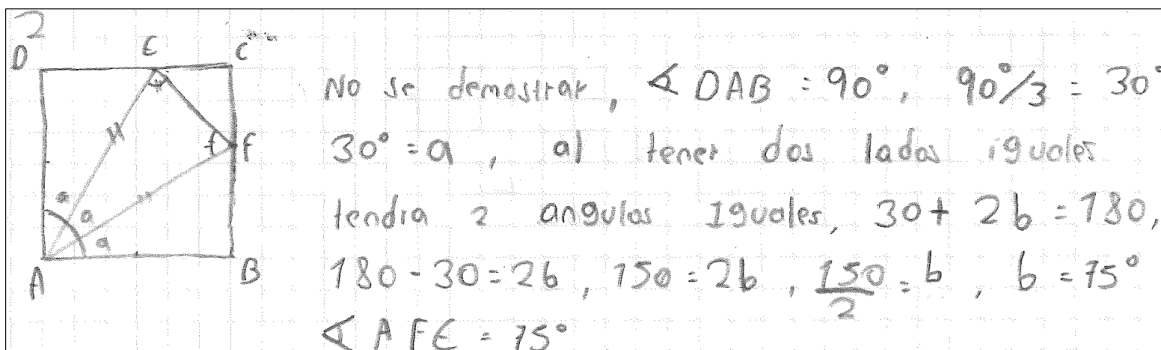 2
D E C
No se demostrar, ∢ DAB = 90°, 90°/3 = 30°
30° = a, al tener dos lados iguales
F
tendria 2 angulos Iguales, 30 + 2b = 180,
a a a
180 - 30 = 2b, 150 = 2b, 150/2 = b, b = 75°
A B
∢ AFE = 75°